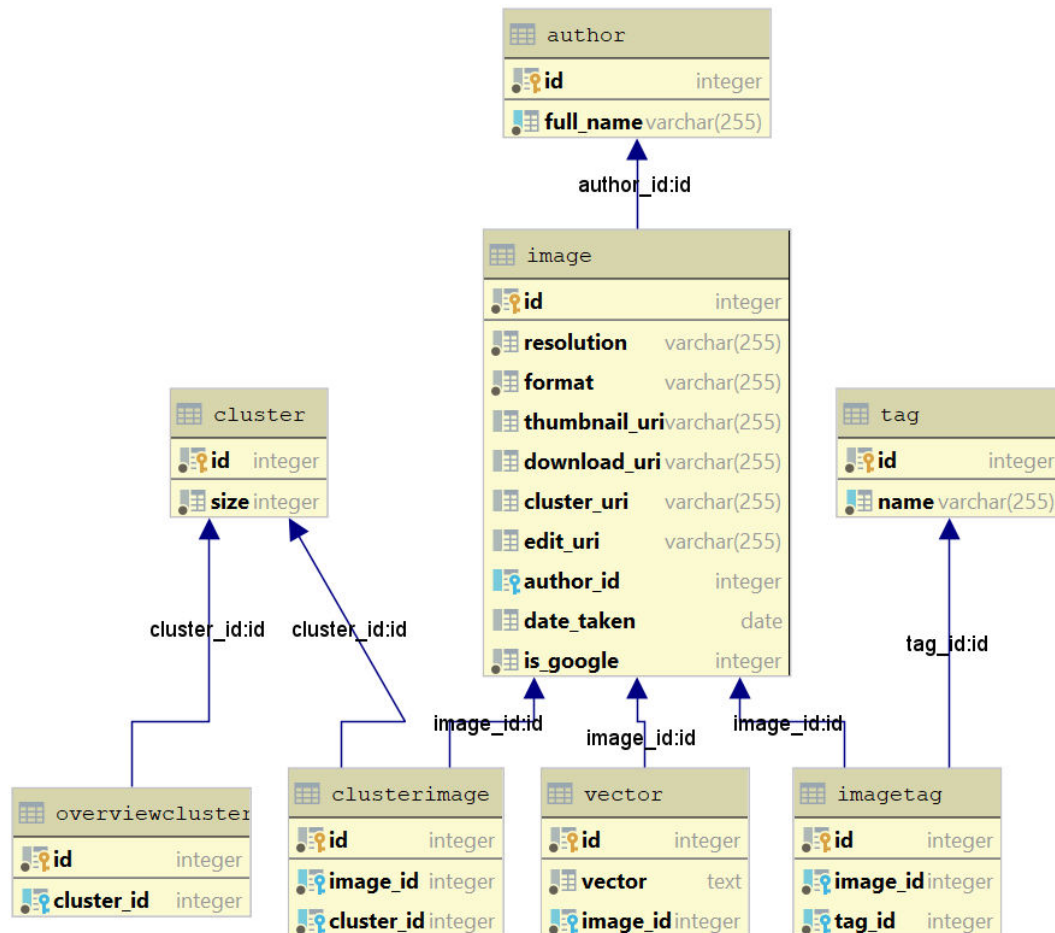 author
id integer
full_name varchar(255)
author_id:id
image
id integer
resolution varchar(255)
format varchar(255)
thumbnail_uri varchar(255)
download_uri varchar(255)
cluster_uri varchar(255)
edit_uri varchar(255)
author_id integer
date_taken date
is_google integer
cluster
id integer
size integer
tag
id integer
name varchar(255)
cluster_id:id
cluster_id:id
tag_id:id
image_id:id
image_id:id
image_id:id
overviewcluster
id integer
cluster_id integer
clusterimage
id integer
image_id integer
cluster_id integer
vector
id integer
vector text
image_id integer
imagetag
id integer
image_id integer
tag_id integer